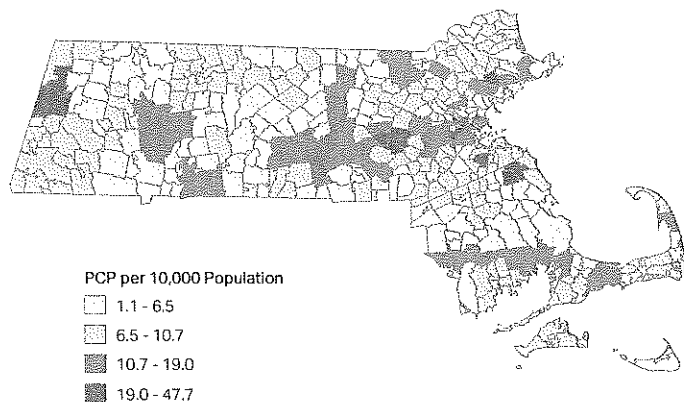 PCP per 10,000 Population
1.1 - 6.5
6.5 - 10.7
10.7 - 19.0
19.0 - 47.7